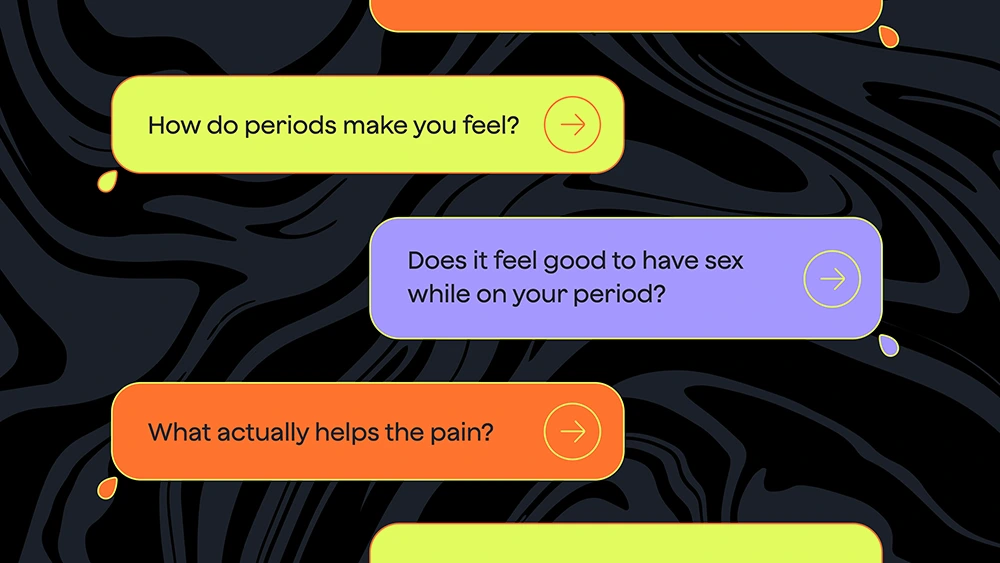 How do periods make you feel?
Does it feel good to have sex
while on your period?
What actually helps the pain?